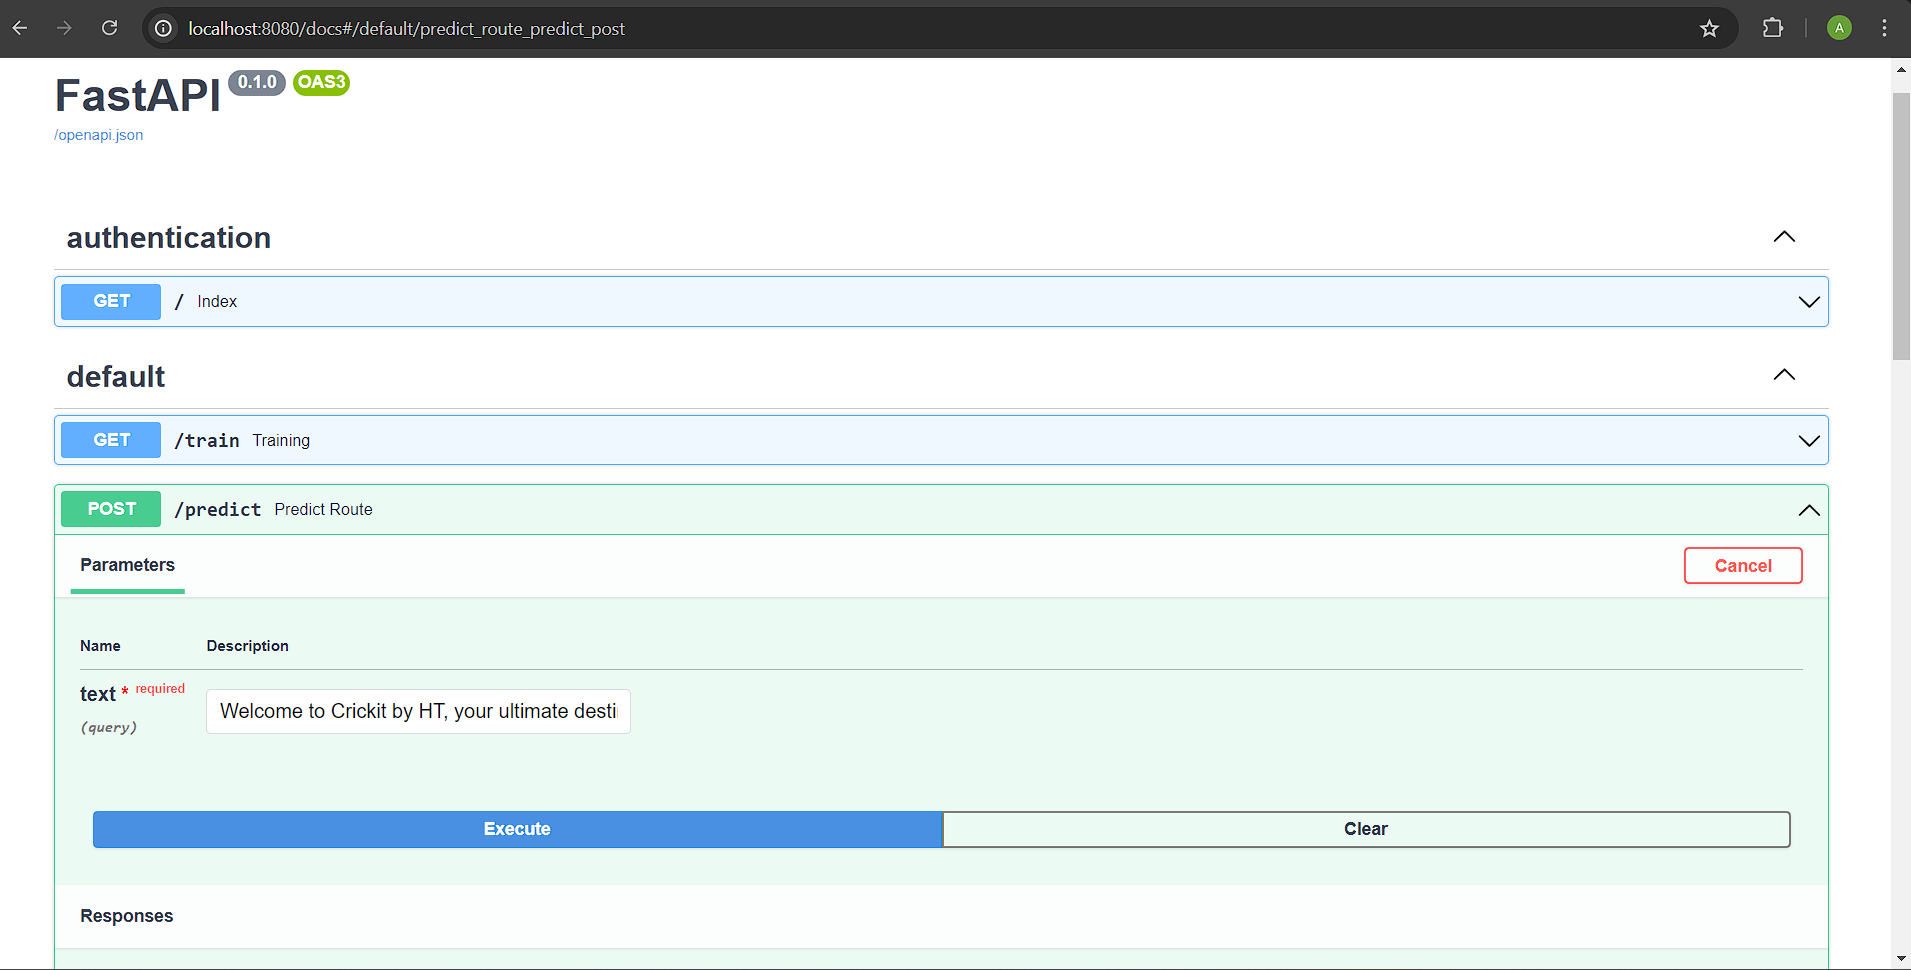 localhost:8080/docs#/default/predict_route_predict_post
A
FastAPI 0.1.0 OAS3
/openapi.json
authentication
GET / Index
default
GET /train Training
POST /predict Predict Route
Parameters
Cancel
Name Description
text * required
Welcome to Crickit by HT, your ultimate desti
(query)
Execute Clear
Responses